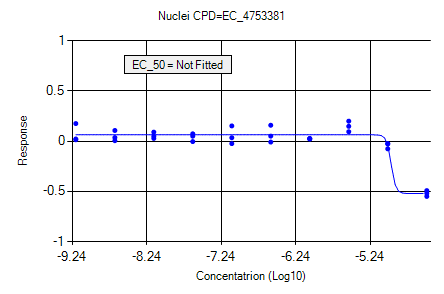 Nuclei CPD=EC_4753381
1
EC_50 = Not Fitted
0.5
Response
0
-0.5
-1
-9.24 -8.24 -7.24 -6.24 -5.24
Concentatrion (Log10)